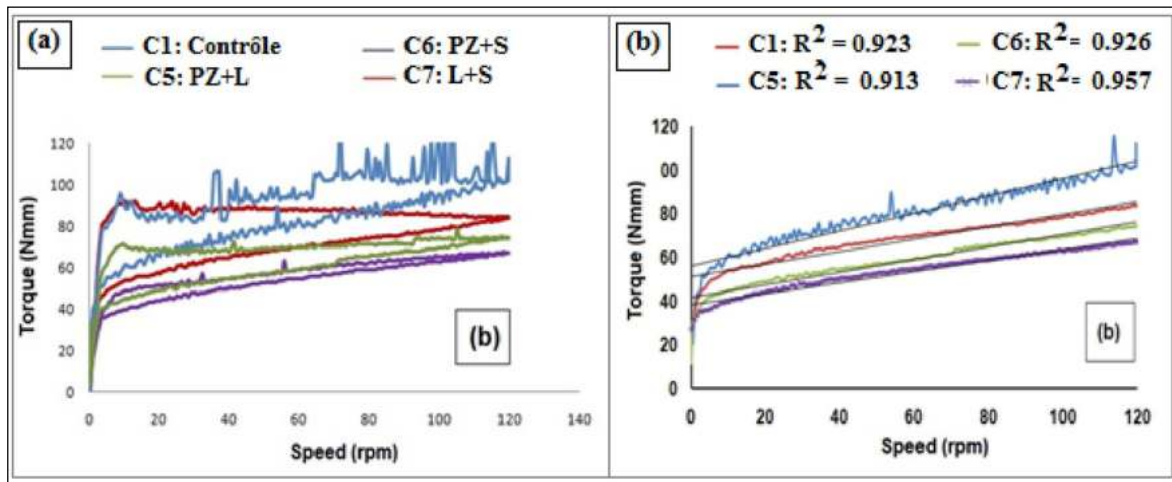 (a)
C1: Contrôle
C6: PZ+S
C5: PZ+L
C7: L+S
120
100
80
60
40
20
0
Torque (Nmm)
(b)
0 20 40 60 80 100 120 140
Speed (rpm)
(b)
C1: R2 = 0.923
C6: R2= 0.926
C5: R2 = 0.913
C7: R2= 0.957
120
00
80
60
40
20
0
Torque (Nmm)
(b)
0 20 40 60 80 100 120
Speed (rpm)